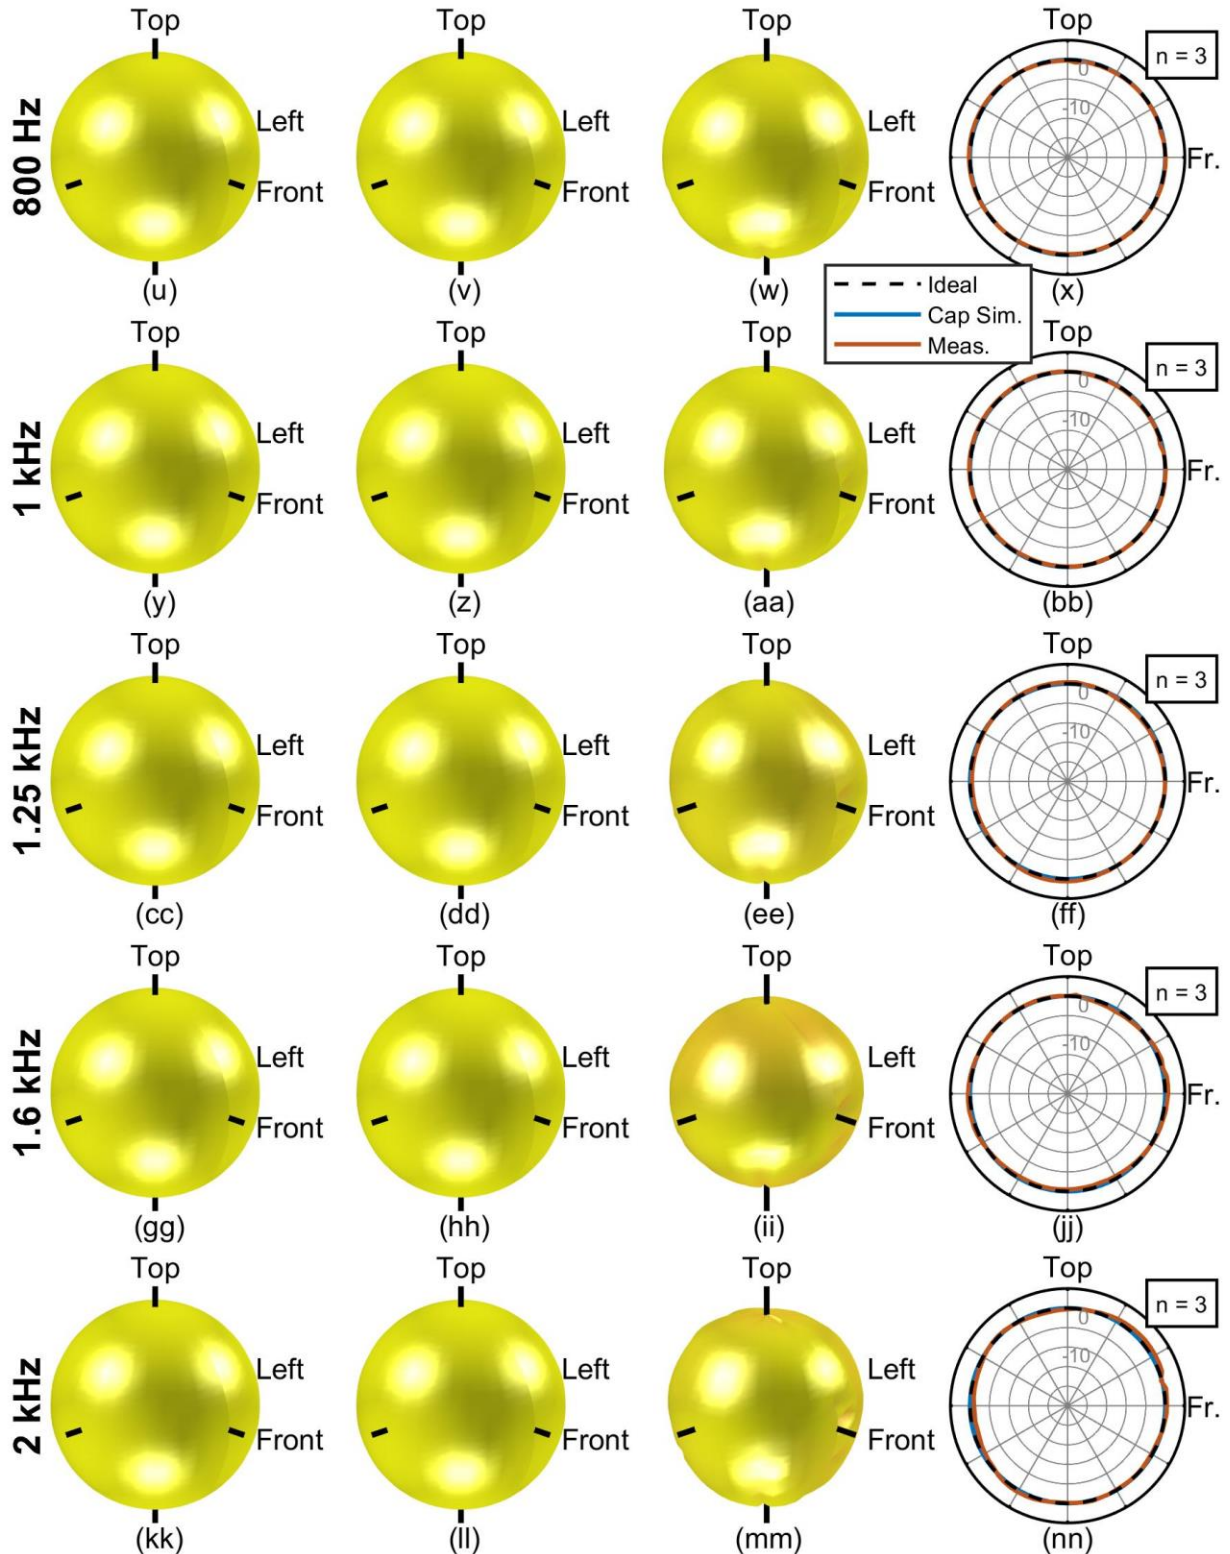 Top Top Top Top
n = 3
0
-10
800 Hz
Left Left Left
Front Front Front Fr.
(u) (v) (w) (x)
Ideal
Cap Sim.
Meas.
Top Top Top Top
n = 3
0
-10
1 kHz
Left Left Left
Front Front Front Fr.
(y) (z) (aa) (bb)
Top Top Top Top
n = 3
0
-10
1.25 kHz
Left Left Left
Front Front Front Fr.
(cc) (dd) (ee) (ff)
Top Top Top Top
n = 3
0
-10
1.6 kHz
Left Left Left
Front Front Front Fr.
(gg) (hh) (ii) (jj)
Top Top Top Top
n = 3
0
-10
2 kHz
Left Left Left
Front Front Front Fr.
(kk) (ll) (mm) (nn)